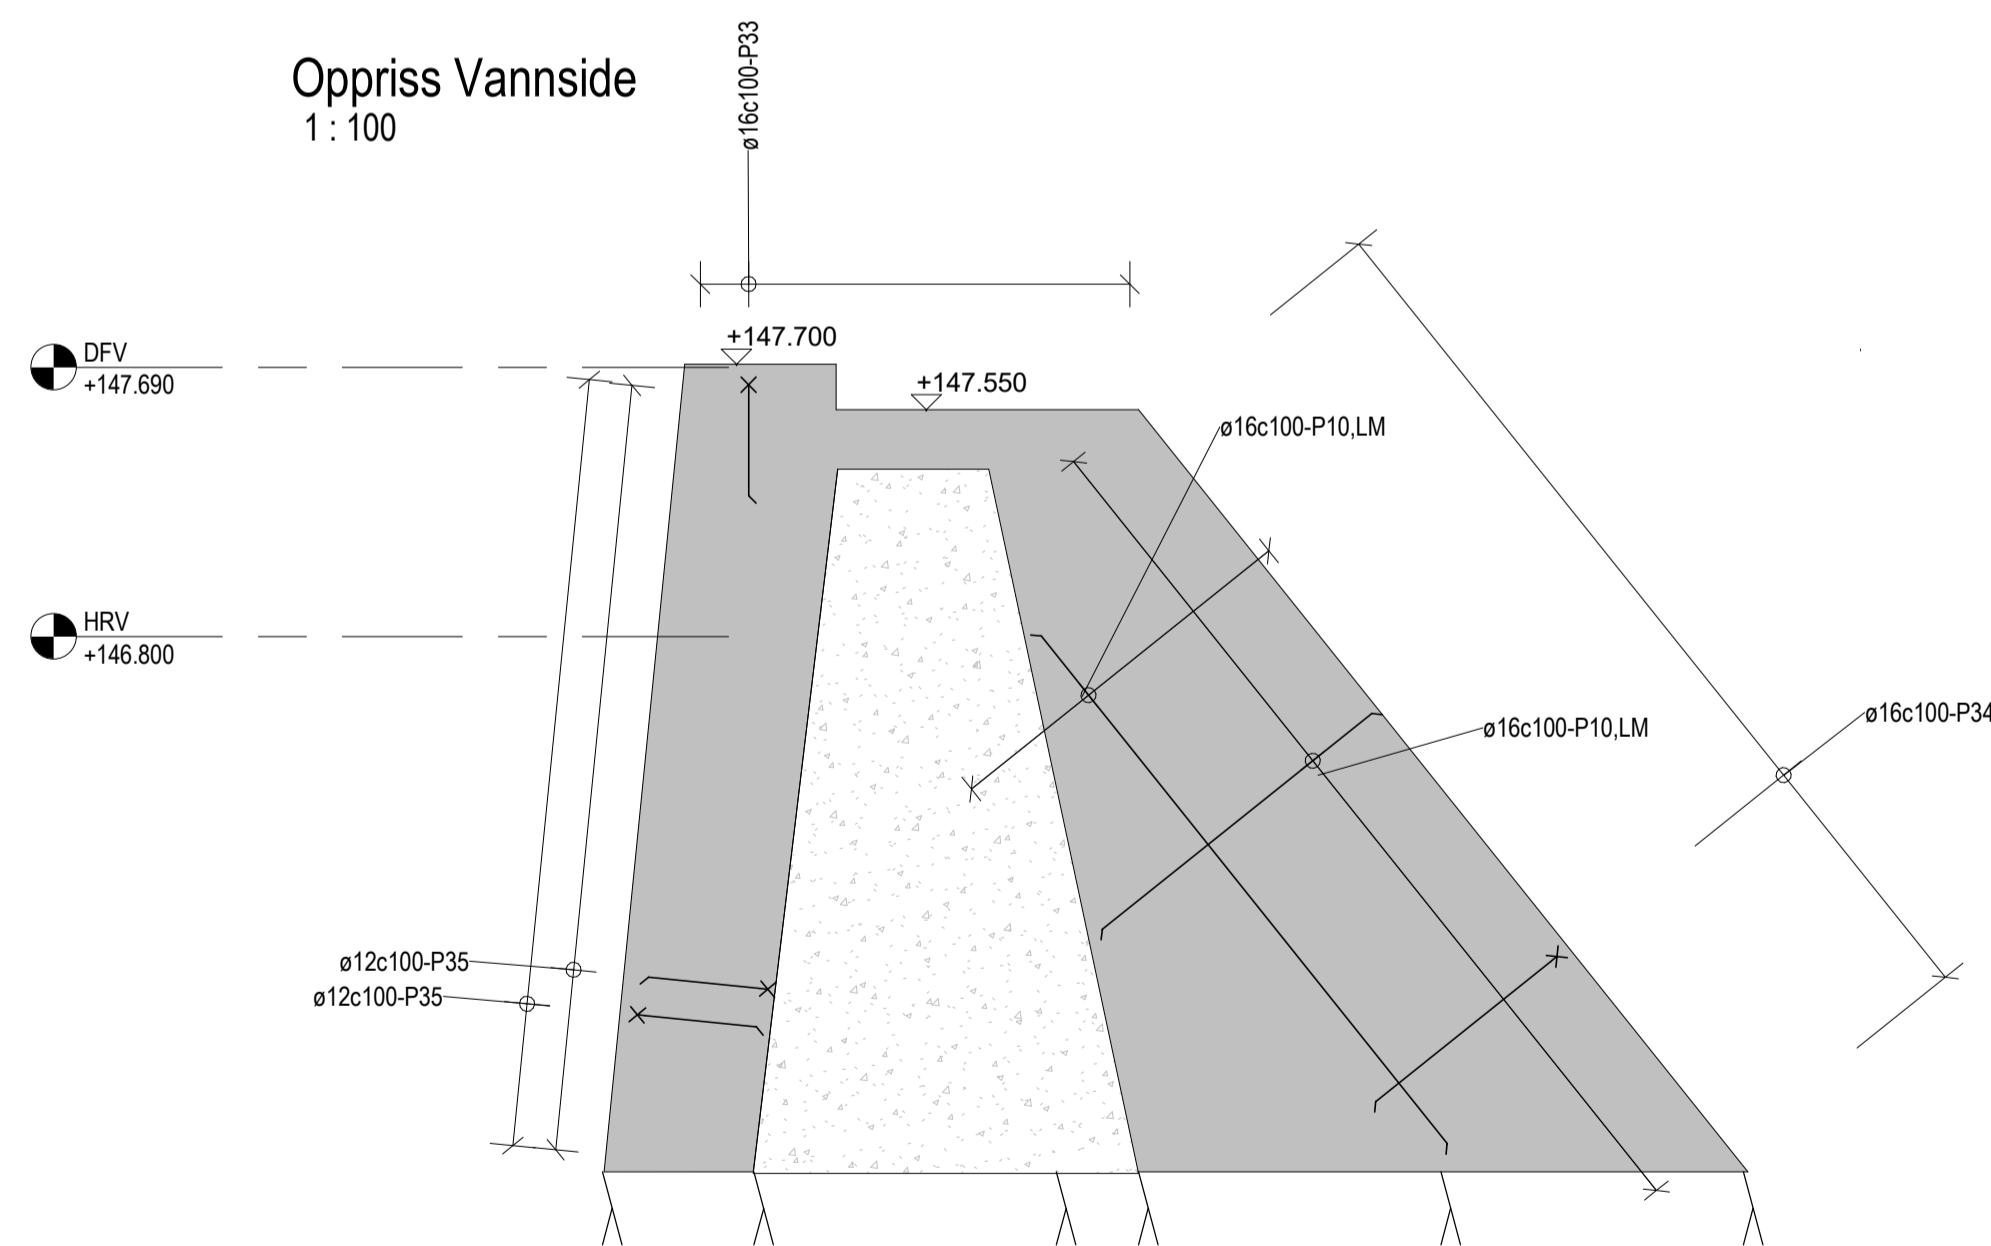 Oppriss Vannside
1 : 100
ø16c100-P33
+147.700
DFV
+147.690
+147.550
ø16c100-P10,LM
HRV
+146.800
ø16c100-P34
ø16c100-P10,LM
ø12c100-P35
ø12c100-P35